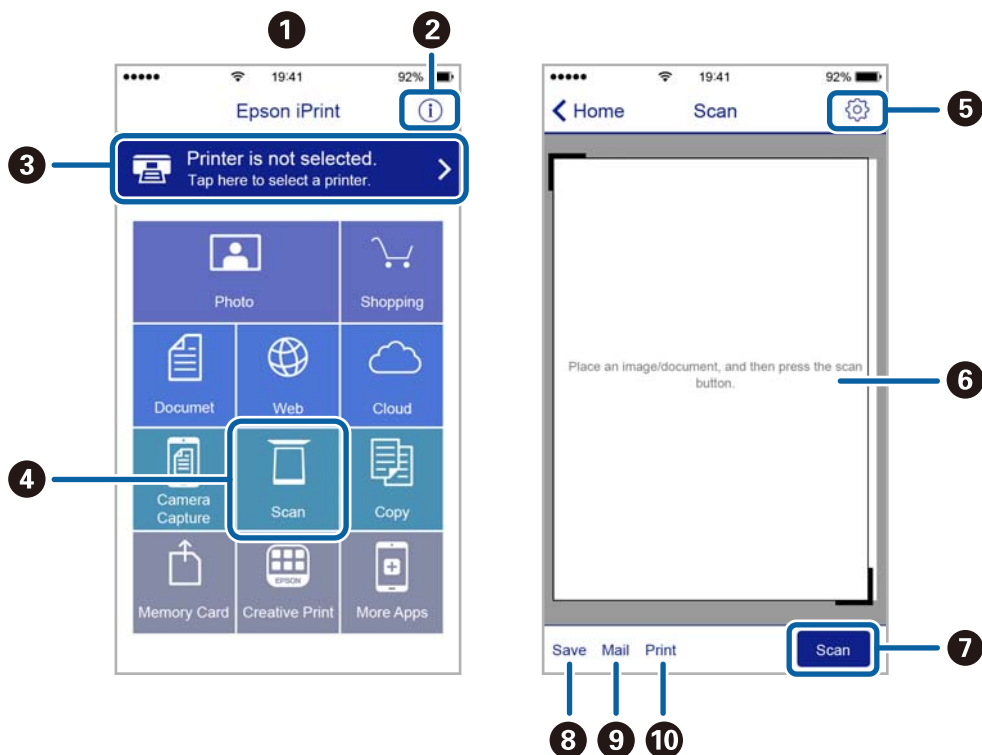 1
2
19:41
92%
Epson iPrint
3
Printer is not selected.
Tap here to select a printer.
Photo
Shopping
Documet
Web
Cloud
4
Camera
Capture
Scan
Copy
EPSON
Memory Card
Creative Print
More Apps
19:41
92%
Home
Scan
5
Place an image/document, and then press the scan
button.
6
Save
Mail
Print
Scan
7
8
9
10